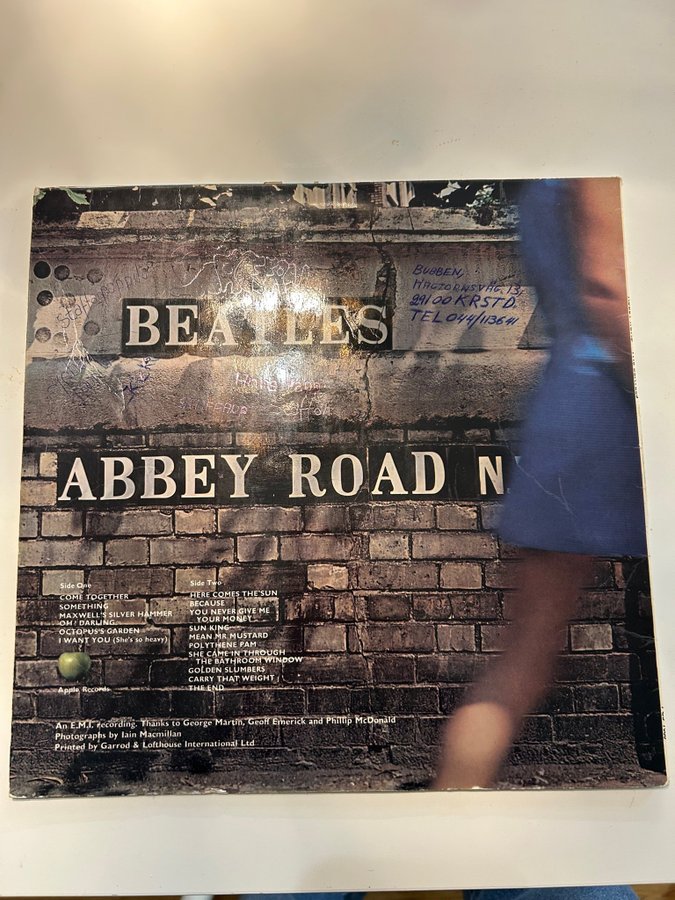 BUBBEN,
29100 KRSTD.
TEL 044/113641
BEATLES
ABBEY ROAD N
Side One
COME TOGETHER
SOMETHING
MAXWELL'S SILVER HAMMER
OH! DARLING
OCTOPUS'S GARDEN
I WANT YOU (She's so heavy)
Side Two
HERE COMES THE SUN
BECAUSE
YOU NEVER GIVE ME
YOUR MONEY
SUN KING
MEAN MR MUSTARD
POLYTHENE PAM
SHE CAME IN THROUGH
THE BATHROOM WINDOW
GOLDEN SLUMBERS
CARRY THAT WEIGHT
THE END
Apple Records
An E.M.I. recording. Thanks to George Martin, Geoff Emerick and Phillip McDonald
Photographs by Iain Macmillan
Printed by Garrod & Lofthouse International Ltd